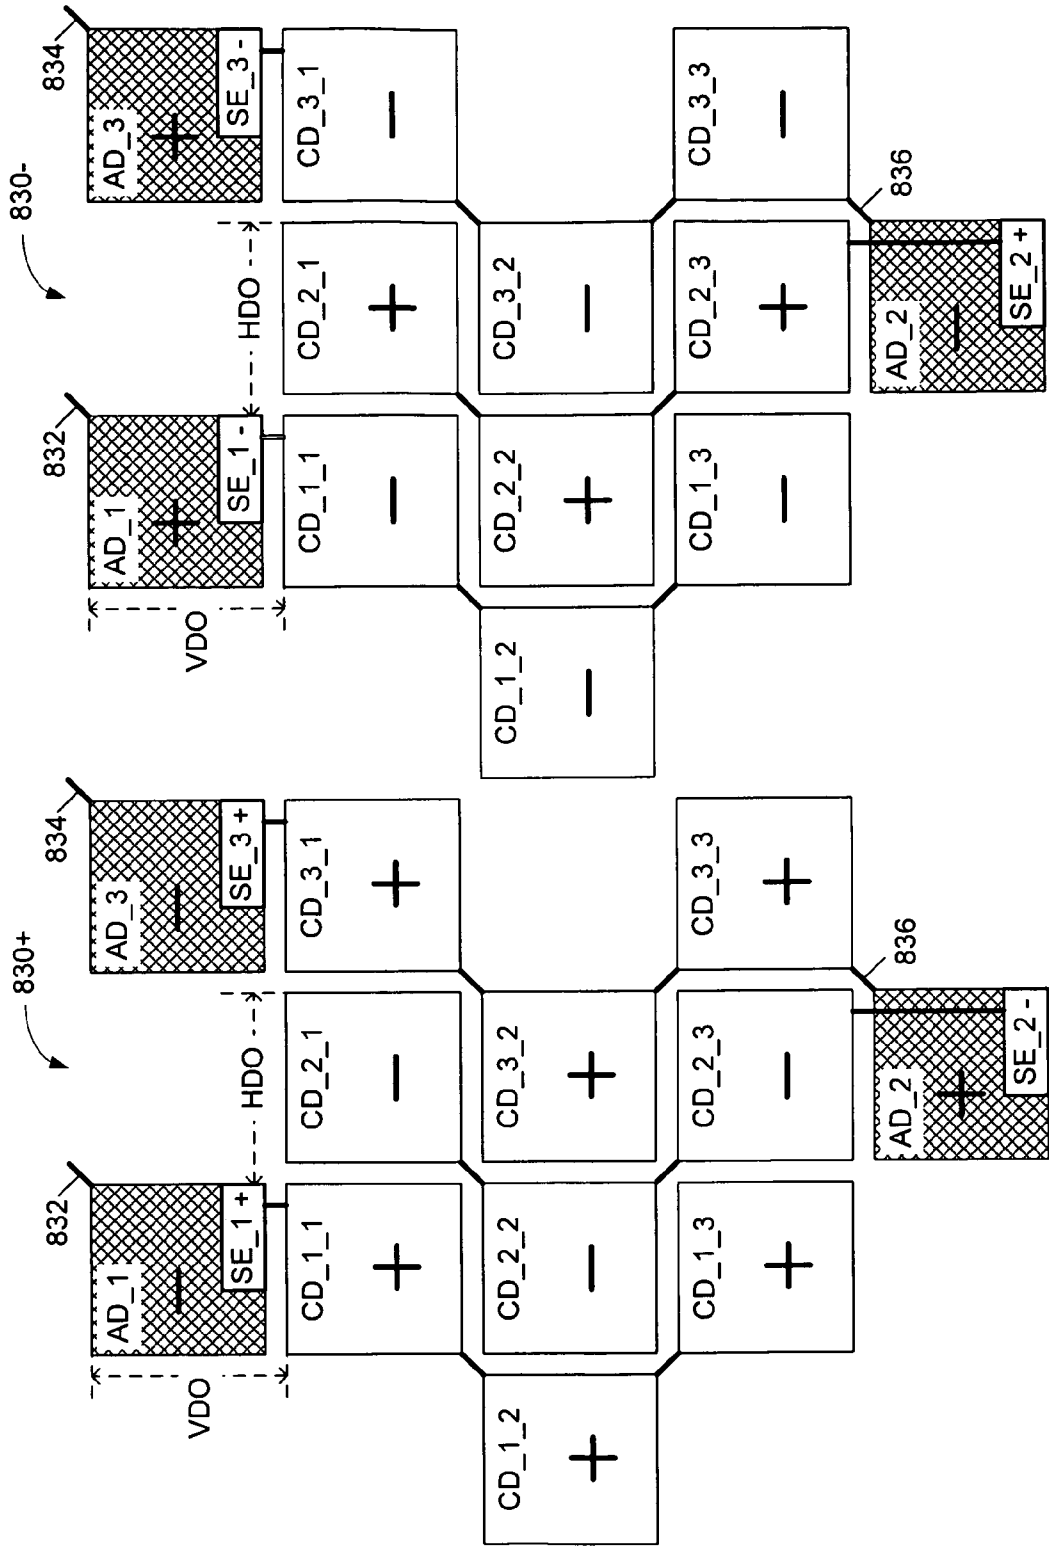 830+
832
834
AD_1
−
SE_1 +
AD_3
−
SE_3 +
VDO
HDO
CD_1_1
+
CD_2_1
−
CD_3_1
+
CD_1_2
+
CD_2_2
−
CD_3_2
+
CD_1_3
+
CD_2_3
−
CD_3_3
+
836
AD_2
+
SE_2 -
830-
832
834
AD_1
+
SE_1 -
AD_3
+
SE_3 -
VDO
HDO
CD_1_1
−
CD_2_1
+
CD_3_1
−
CD_1_2
−
CD_2_2
+
CD_3_2
−
CD_1_3
−
CD_2_3
+
CD_3_3
−
836
AD_2
−
SE_2 +